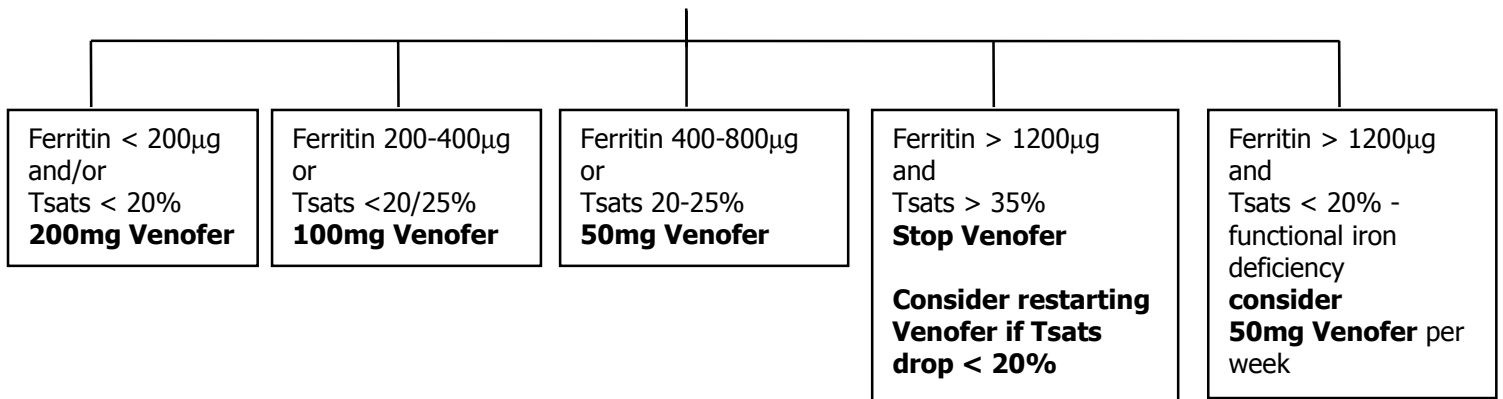 Ferritin < 200µg
and/or
Tsats < 20%
200mg Venofer
Ferritin 200-400µg
or
Tsats <20/25%
100mg Venofer
Ferritin 400-800µg
or
Tsats 20-25%
50mg Venofer
Ferritin > 1200µg
and
Tsats > 35%
Stop Venofer
Consider restarting
Venofer if Tsats
drop < 20%
Ferritin > 1200µg
and
Tsats < 20% -
functional iron
deficiency
consider
50mg Venofer per
week